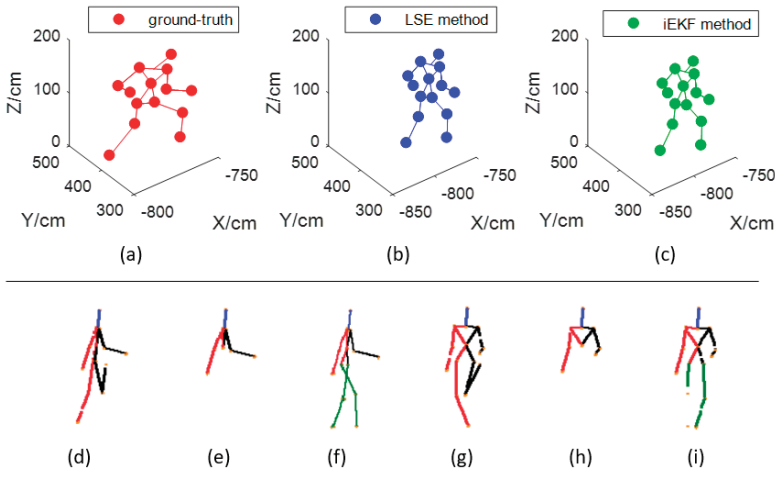 ground-truth
LSE method
iEKF method
200
100
0
Z/cm
500
400
300
Y/cm
-800
-750
X/cm
(a)
200
100
0
Z/cm
500
400
300
Y/cm
-850
-800
-750
X/cm
(b)
200
100
0
Z/cm
500
400
300
Y/cm
-850
-800
-750
X/cm
(c)
(d)
(e)
(f)
(g)
(h)
(i)